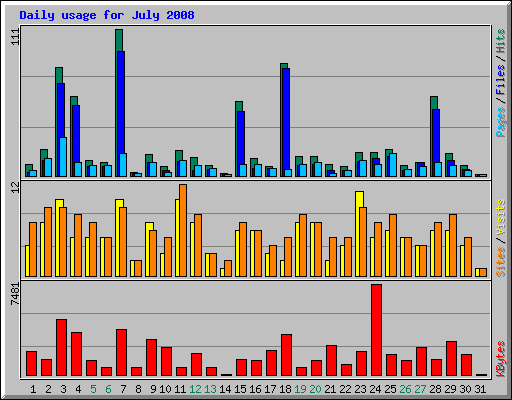 Daily usage for July 2008
111
Pages / Files / Hits
12
Sites / Visits
7481
KBytes
1 2 3 4 5 6 7 8 9 10 11 12 13 14 15 16 17 18 19 20 21 22 23 24 25 26 27 28 29 30 31